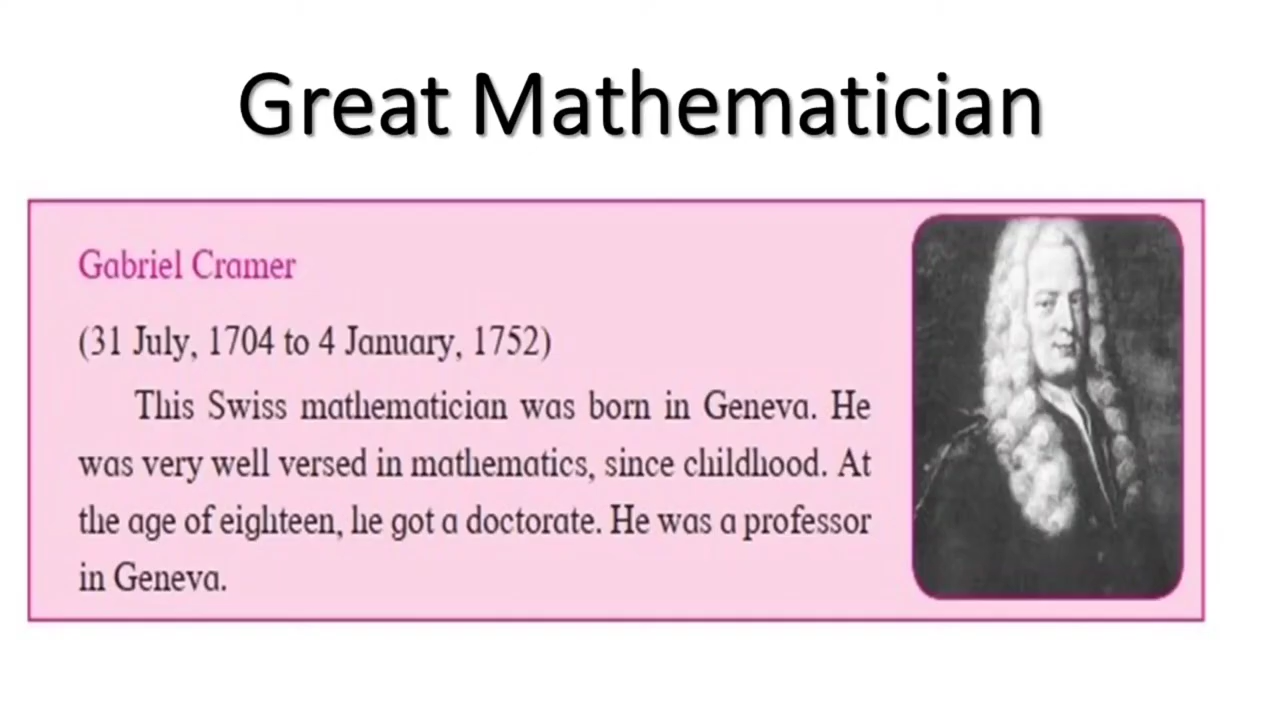 Great Mathematician
Gabriel Cramer
(31 July, 1704 to 4 January, 1752)
This Swiss mathematician was born in Geneva. He
was very well versed in mathematics, since childhood. At
the age of eighteen, he got a doctorate. He was a professor
in Geneva.